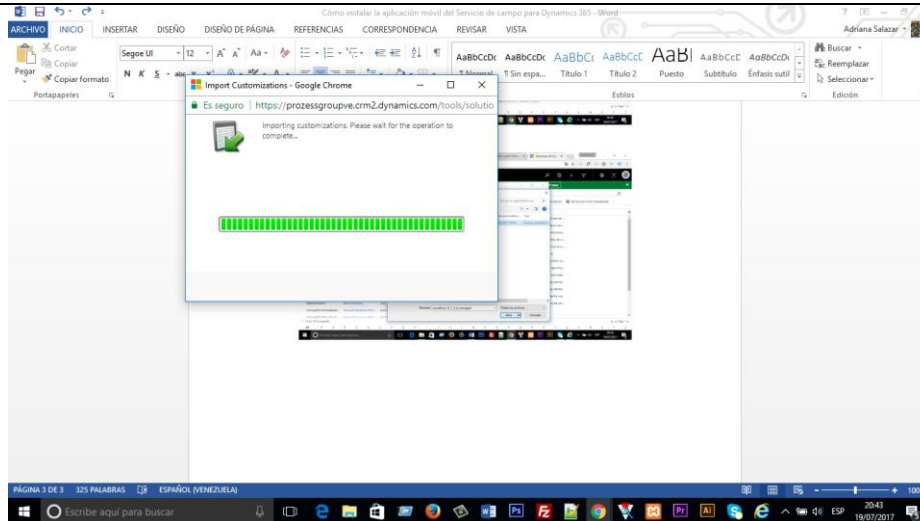 Cómo instalar la aplicación móvil del Servicio de campo para Dynamics 365 - Word
ARCHIVO INICIO INSERTAR DISEÑO DISEÑO DE PÁGINA REFERENCIAS CORRESPONDENCIA REVISAR VISTA Adriana Salazar
Pegar
Cortar
Copiar
Copiar formato
Portapapeles
Segoe UI 12
N K S abc
AaBbCcDc AaBbCcDc AaBbCc AaBbCcC AaBl AaBbCcC AaBbCcDc
¶ Normal ¶ Sin espa... Título 1 Título 2 Puesto Subtítulo Énfasis sutil
Estilos
Buscar
Reemplazar
Seleccionar
Edición
Import Customizations - Google Chrome
Es seguro https://prozessgroupve.crm2.dynamics.com/tools/solutio
Importing customizations. Please wait for the operation to
complete...
PÁGINA 3 DE 3 325 PALABRAS ESPAÑOL (VENEZUELA) 100
Escribe aquí para buscar
ESP
20:43
19/07/2017